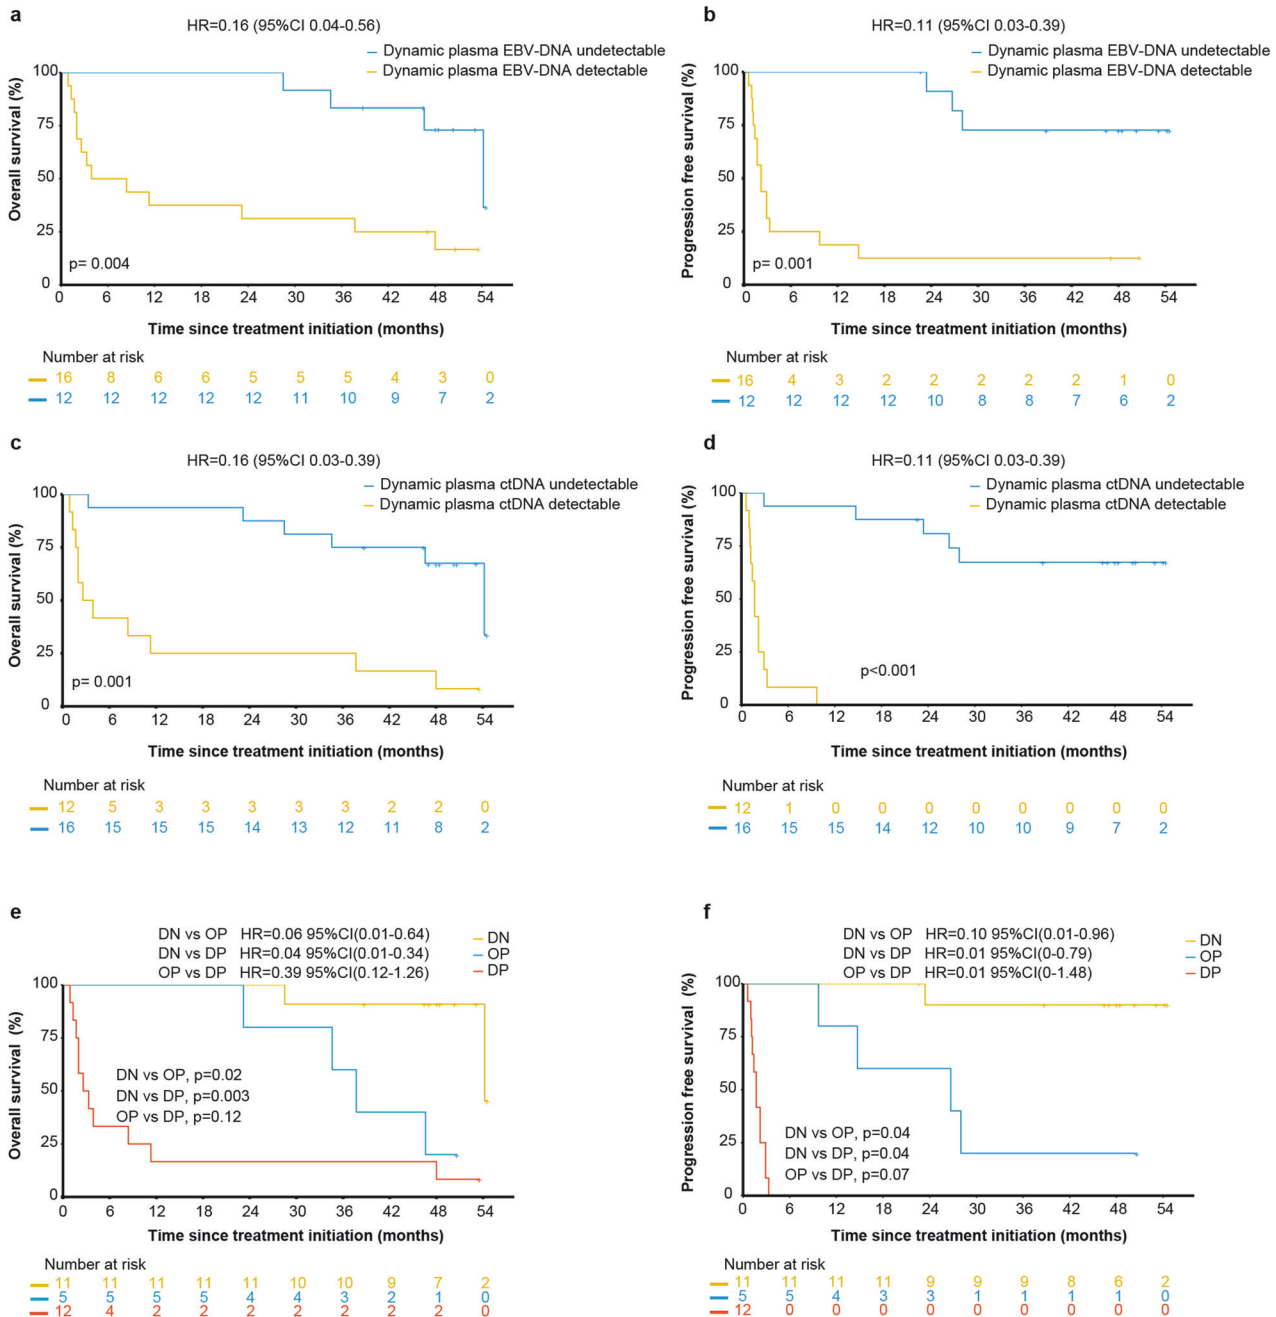 a
HR=0.16 (95%CI 0.04-0.56)
Dynamic plasma EBV-DNA undetectable
Dynamic plasma EBV-DNA detectable
Overall survival (%)
100
75
50
25
0
p= 0.004
0 6 12 18 24 30 36 42 48 54
Time since treatment initiation (months)
Number at risk
16 8 6 6 5 5 5 4 3 0
12 12 12 12 12 11 10 9 7 2
b
HR=0.11 (95%CI 0.03-0.39)
Dynamic plasma EBV-DNA undetectable
Dynamic plasma EBV-DNA detectable
Progression free survival (%)
100
75
50
25
0
p= 0.001
0 6 12 18 24 30 36 42 48 54
Time since treatment initiation (months)
Number at risk
16 4 3 2 2 2 2 2 1 0
12 12 12 12 10 8 8 7 6 2
c
HR=0.16 (95%CI 0.03-0.39)
Dynamic plasma ctDNA undetectable
Dynamic plasma ctDNA detectable
Overall survival (%)
100
75
50
25
0
p= 0.001
0 6 12 18 24 30 36 42 48 54
Time since treatment initiation (months)
Number at risk
12 5 3 3 3 3 3 2 2 0
16 15 15 15 14 13 12 11 8 2
d
HR=0.11 (95%CI 0.03-0.39)
Dynamic plasma ctDNA undetectable
Dynamic plasma ctDNA detectable
Progression free survival (%)
100
75
50
25
0
p<0.001
0 6 12 18 24 30 36 42 48 54
Time since treatment initiation (months)
Number at risk
12 1 0 0 0 0 0 0 0 0
16 15 15 14 12 10 10 9 7 2
e
DN vs OP HR=0.06 95%CI(0.01-0.64)
DN vs DP HR=0.04 95%CI(0.01-0.34)
OP vs DP HR=0.39 95%CI(0.12-1.26)
DN
OP
DP
Overall survival (%)
100
75
50
25
0
DN vs OP, p=0.02
DN vs DP, p=0.003
OP vs DP, p=0.12
0 6 12 18 24 30 36 42 48 54
Time since treatment initiation (months)
Number at risk
11 11 11 11 11 10 10 9 7 2
5 5 5 5 4 4 3 2 1 0
12 4 2 2 2 2 2 2 2 0
f
DN vs OP HR=0.10 95%CI(0.01-0.96)
DN vs DP HR=0.01 95%CI(0-0.79)
OP vs DP HR=0.01 95%CI(0-1.48)
DN
OP
DP
Progression free survival (%)
100
75
50
25
0
DN vs OP, p=0.04
DN vs DP, p=0.04
OP vs DP, p=0.07
0 6 12 18 24 30 36 42 48 54
Time since treatment initiation (months)
Number at risk
11 11 11 11 9 9 9 8 6 2
5 5 4 3 3 1 1 1 1 0
12 0 0 0 0 0 0 0 0 0